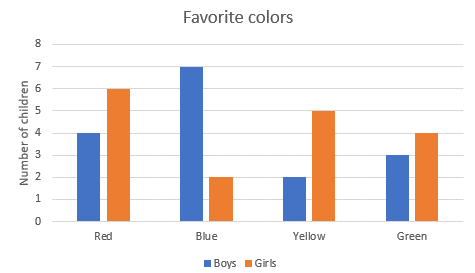 Favorite colors
Number of children
8
7
6
5
4
3
2
1
0
Red Blue Yellow Green
Boys Girls